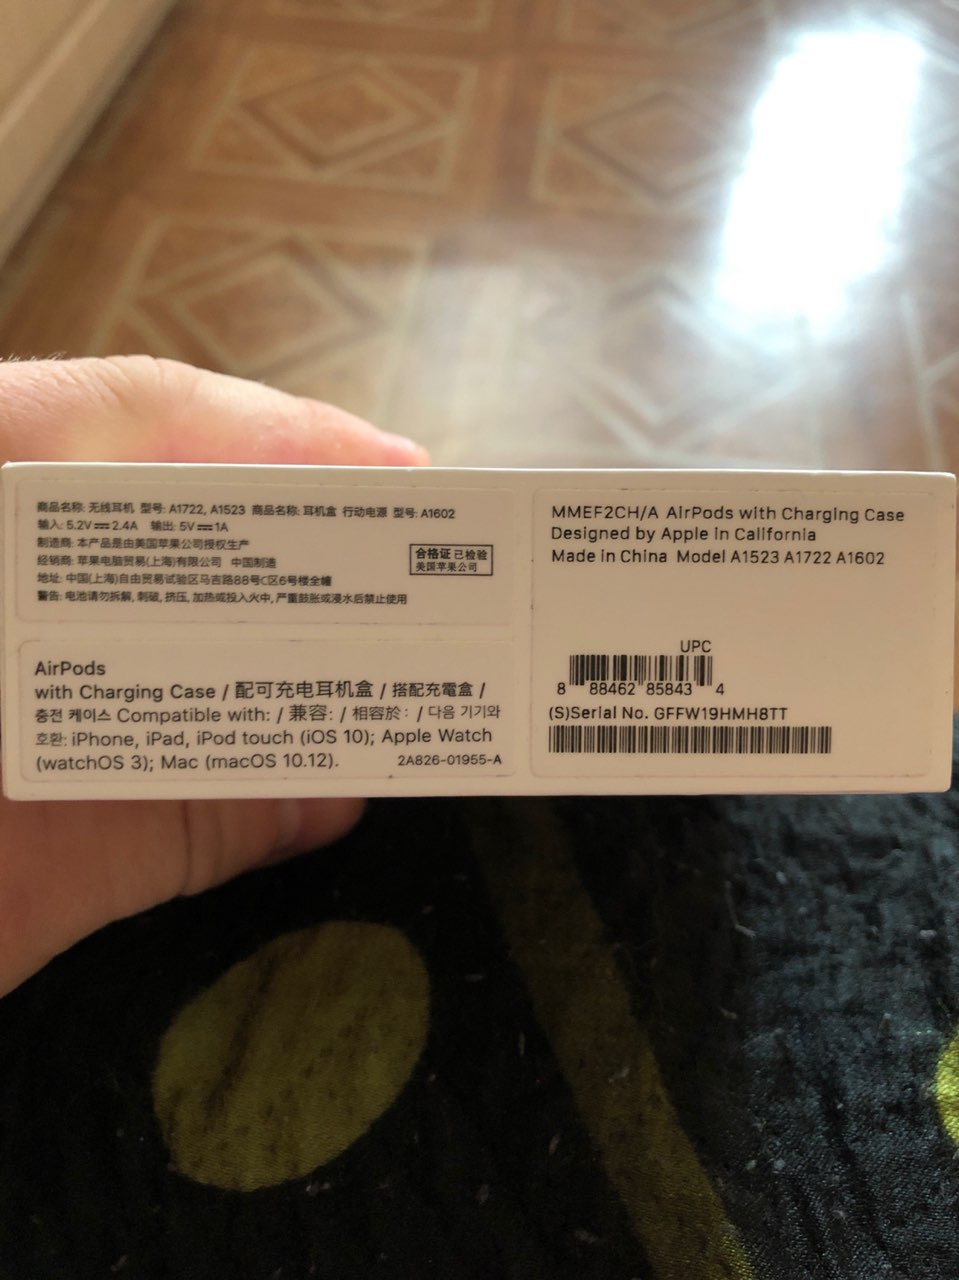 商品名称: 无线耳机 型号: A1722, A1523 商品名称: 耳机盒 行动电源 型号: A1602
输入: 5.2V⎓2.4A 输出: 5V⎓1A
制造商: 本产品是由美国苹果公司授权生产
经销商: 苹果电脑贸易(上海)有限公司 中国制造
地址: 中国(上海)自由贸易试验区马吉路88号C区6号楼全幢
警告: 电池请勿拆解, 刺破, 挤压, 加热或投入火中, 严重鼓胀或浸水后禁止使用
合格证 已检验
美国苹果公司
AirPods
with Charging Case / 配可充电耳机盒 / 搭配充電盒 /
충전 케이스 Compatible with: / 兼容: / 相容於: / 다음 기기와
호환: iPhone, iPad, iPod touch (iOS 10); Apple Watch
(watchOS 3); Mac (macOS 10.12).
2A826-01955-A
MMEF2CH/A AirPods with Charging Case
Designed by Apple in California
Made in China Model A1523 A1722 A1602
UPC
8 88462 85843 4
(S)Serial No. GFFW19HMH8TT